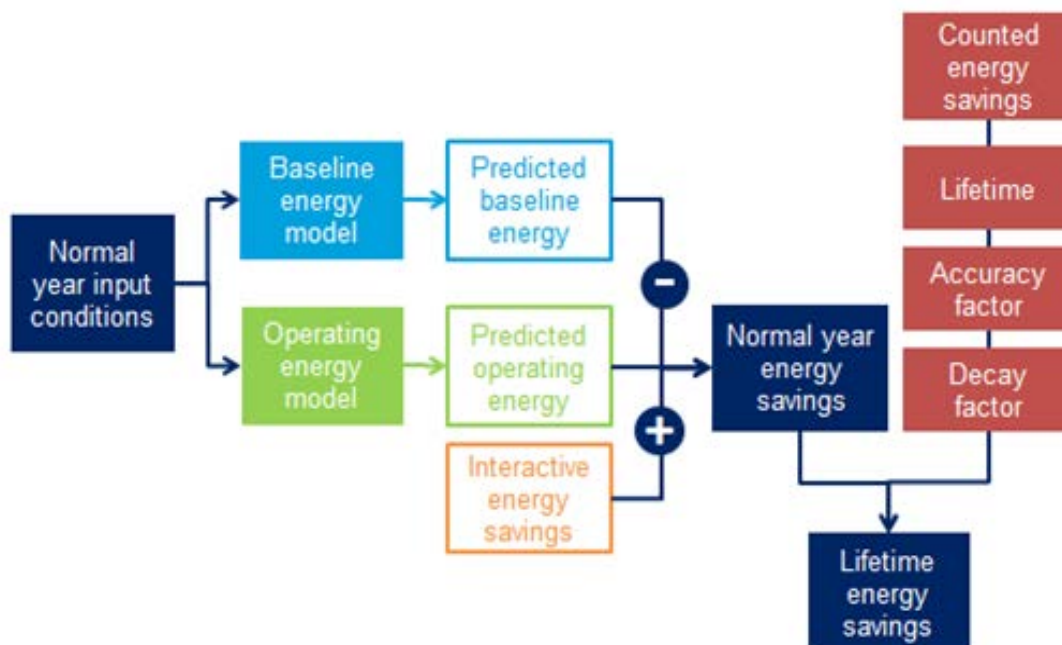 Counted
energy
savings
Baseline
energy
model
Predicted
baseline
energy
Lifetime
Normal
year input
conditions
-
Accuracy
factor
Operating
energy
model
Predicted
operating
energy
Normal year
energy
savings
Decay
factor
+
Interactive
energy
savings
Lifetime
energy
savings